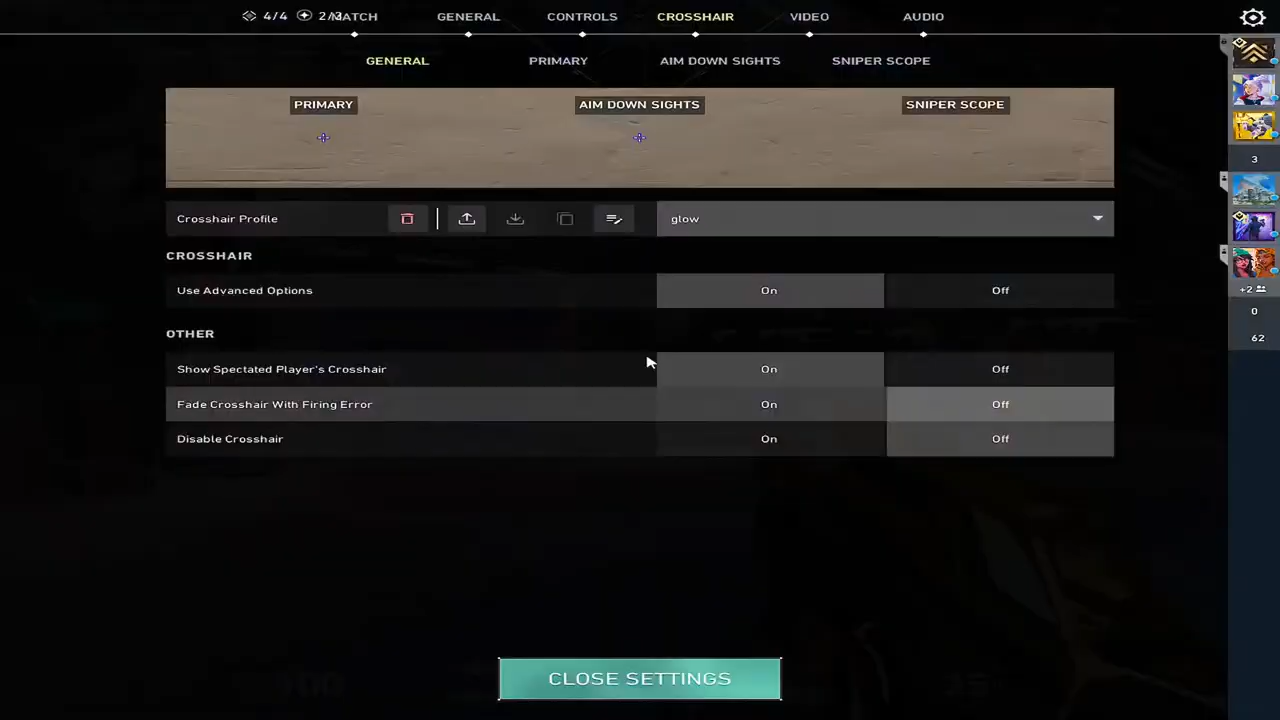 4/4 2/3 MATCH GENERAL CONTROLS CROSSHAIR VIDEO AUDIO
GENERAL PRIMARY AIM DOWN SIGHTS SNIPER SCOPE
PRIMARY AIM DOWN SIGHTS SNIPER SCOPE
Crosshair Profile glow
CROSSHAIR
Use Advanced Options On Off
OTHER
Show Spectated Player's Crosshair On Off
Fade Crosshair With Firing Error On Off
Disable Crosshair On Off
CLOSE SETTINGS
3
+2
0
62